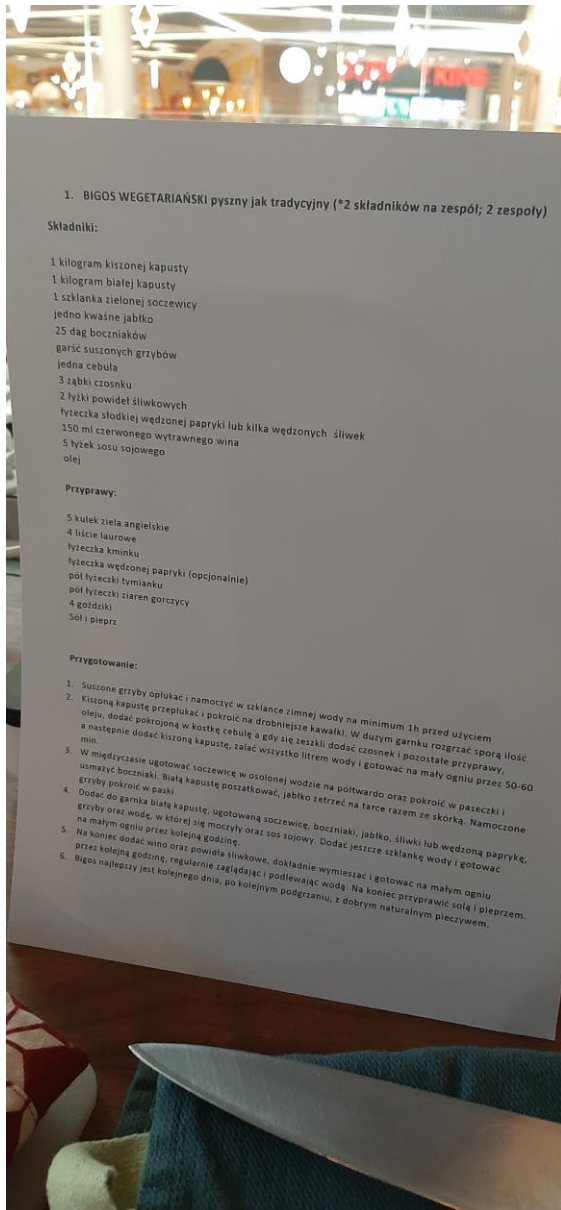 KING
1. BIGOS WEGETARIAŃSKI pyszny jak tradycyjny (*2 składników na zespół; 2 zespoły)
Składniki:
1 kilogram kiszonej kapusty
1 kilogram białej kapusty
1 szklanka zielonej soczewicy
jedno kwaśne jabłko
25 dag boczniaków
garść suszonych grzybów
jedna cebula
3 ząbki czosnku
2 łyżki powideł śliwkowych
łyżeczka słodkiej wędzonej papryki lub kilka wędzonych śliwek
150 ml czerwonego wytrawnego wina
5 łyżek sosu sojowego
olej
Przyprawy:
5 kulek ziela angielskie
4 liście laurowe
łyżeczka kminku
łyżeczka wędzonej papryki (opcjonalnie)
pół łyżeczki tymianku
pół łyżeczki ziaren gorczycy
4 goździki
Sól i pieprz
Przygotowanie:
1. Suszone grzyby opłukać i namoczyć w szklance zimnej wody na minimum 1h przed użyciem
2. Kiszoną kapustę przepłukać i pokroić na drobniejsze kawałki. W dużym garnku rozgrzać sporą ilość
oleju, dodać pokrojoną w kostkę cebulę a gdy się zeszkli dodać czosnek i pozostałe przyprawy,
a następnie dodać kiszoną kapustę, zalać wszystko litrem wody i gotować na mały ogniu przez 50-60
min.
3. W międzyczasie ugotować soczewicę w osolonej wodzie na półtwardo oraz pokroić w paseczki i
usmażyć boczniaki. Białą kapustę poszatkować, jabłko zetrzeć na tarce razem ze skórką. Namoczone
grzyby pokroić w paski
4. Dodać do garnka białą kapustę, ugotowaną soczewicę, boczniaki, jabłko, śliwki lub wędzoną paprykę,
grzyby oraz wodę, w której się moczyły oraz sos sojowy. Dodać jeszcze szklankę wody i gotować
na małym ogniu przez kolejną godzinę.
5. Na koniec dodać wino oraz powidła śliwkowe, dokładnie wymieszać i gotować na małym ogniu
przez kolejną godzinę, regularnie zaglądając i podlewając wodą. Na koniec przyprawić solą i pieprzem.
6. Bigos najlepszy jest kolejnego dnia, po kolejnym podgrzaniu, z dobrym naturalnym pieczywem.